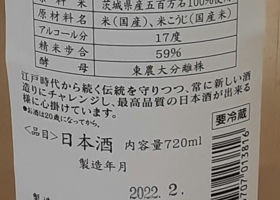 原料米 茨城県産五百万石100%使用
原材料名 米(国産)、米こうじ(国産米)
アルコール分 17度
精米歩合 59%
酵母 東農大分離株
江戸時代から続く伝統を守りつつ、常に新しい酒
造りにチャレンジし、最高品質の日本酒が出来る
様に心掛けています。
●お酒は20歳になってから。
要冷蔵
<品目>日本酒 内容量720ml
製造年月
2022.2.
製造
6707013816